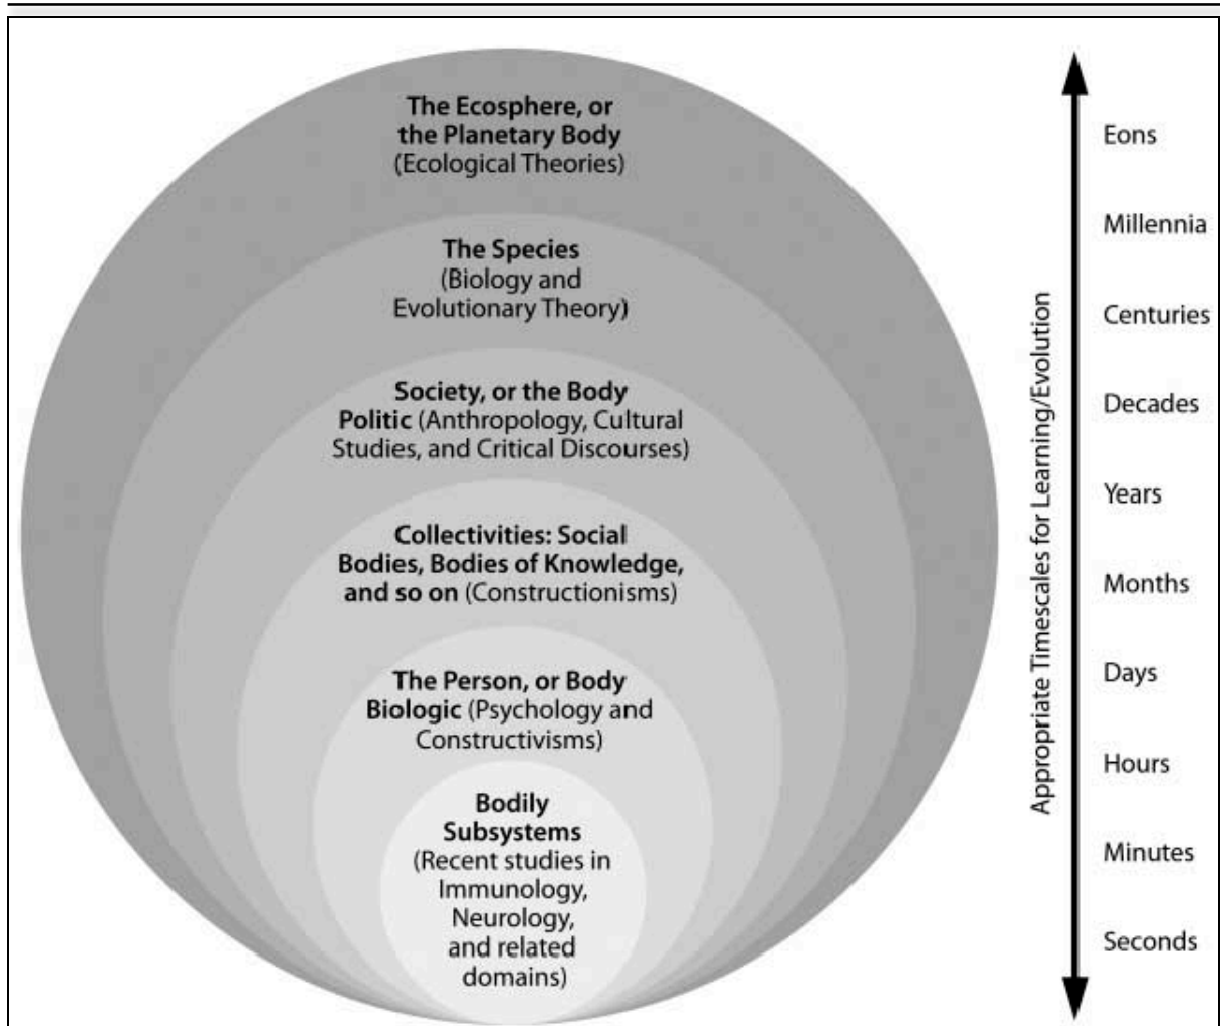 The Ecosphere, or
the Planetary Body
(Ecological Theories)
The Species
(Biology and
Evolutionary Theory)
Society, or the Body
Politic (Anthropology, Cultural
Studies, and Critical Discourses)
Collectivities: Social
Bodies, Bodies of Knowledge,
and so on (Constructionisms)
The Person, or Body
Biologic (Psychology and
Constructivisms)
Bodily
Subsystems
(Recent studies in
Immunology,
Neurology,
and related
domains)
Appropriate Timescales for Learning/Evolution
Eons
Millennia
Centuries
Decades
Years
Months
Days
Hours
Minutes
Seconds